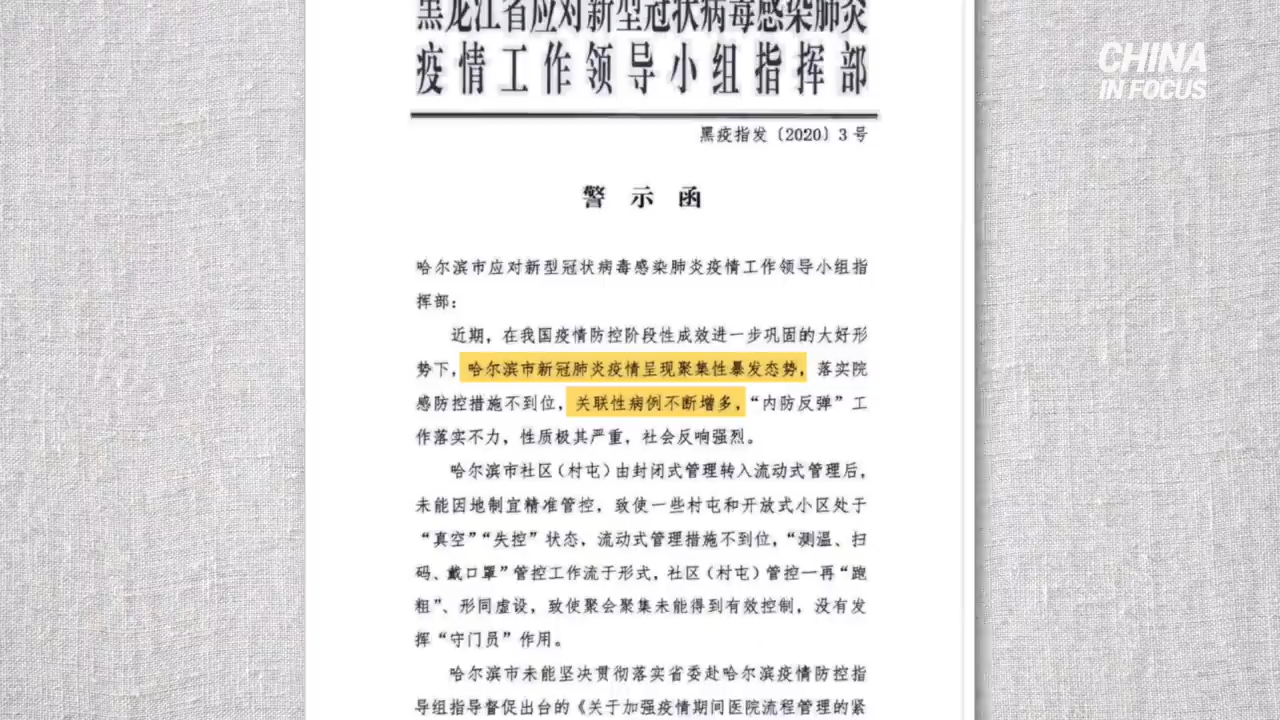 黑龙江省应对新型冠状病毒感染肺炎
疫情工作领导小组指挥部
CHINA
IN FOCUS
黑疫指发〔2020〕3号
警示函
哈尔滨市应对新型冠状病毒感染肺炎疫情工作领导小组指
挥部：
近期，在我国疫情防控阶段性成效进一步巩固的大好形
势下，哈尔滨市新冠肺炎疫情呈现聚集性暴发态势，落实院
感防控措施不到位，关联性病例不断增多，“内防反弹”工
作落实不力，性质极其严重，社会反响强烈。
哈尔滨市社区（村屯）由封闭式管理转入流动式管理后，
未能因地制宜精准管控，致使一些村屯和开放式小区处于
“真空”“失控”状态，流动式管理措施不到位，“测温、扫
码、戴口罩”管控工作流于形式，社区（村屯）管控一再“跑
粗”、形同虚设，致使聚会聚集未能得到有效控制，没有发
挥“守门员”作用。
哈尔滨市未能坚决贯彻落实省委赴哈尔滨疫情防控指
导组指导督促出台的《关于加强疫情期间医院流程管理的紧